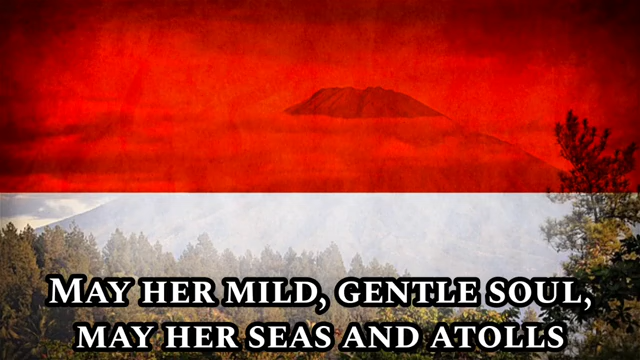 May her mild, gentle soul,
may her seas and atolls